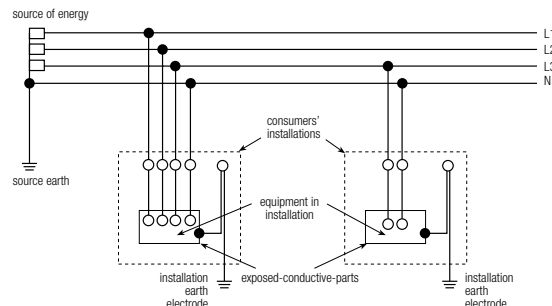 source of energy
L1
L2
L3
N
source earth
consumers'
installations
equipment in
installation
installation
earth
electrode
exposed-conductive-parts
installation
earth
electrode